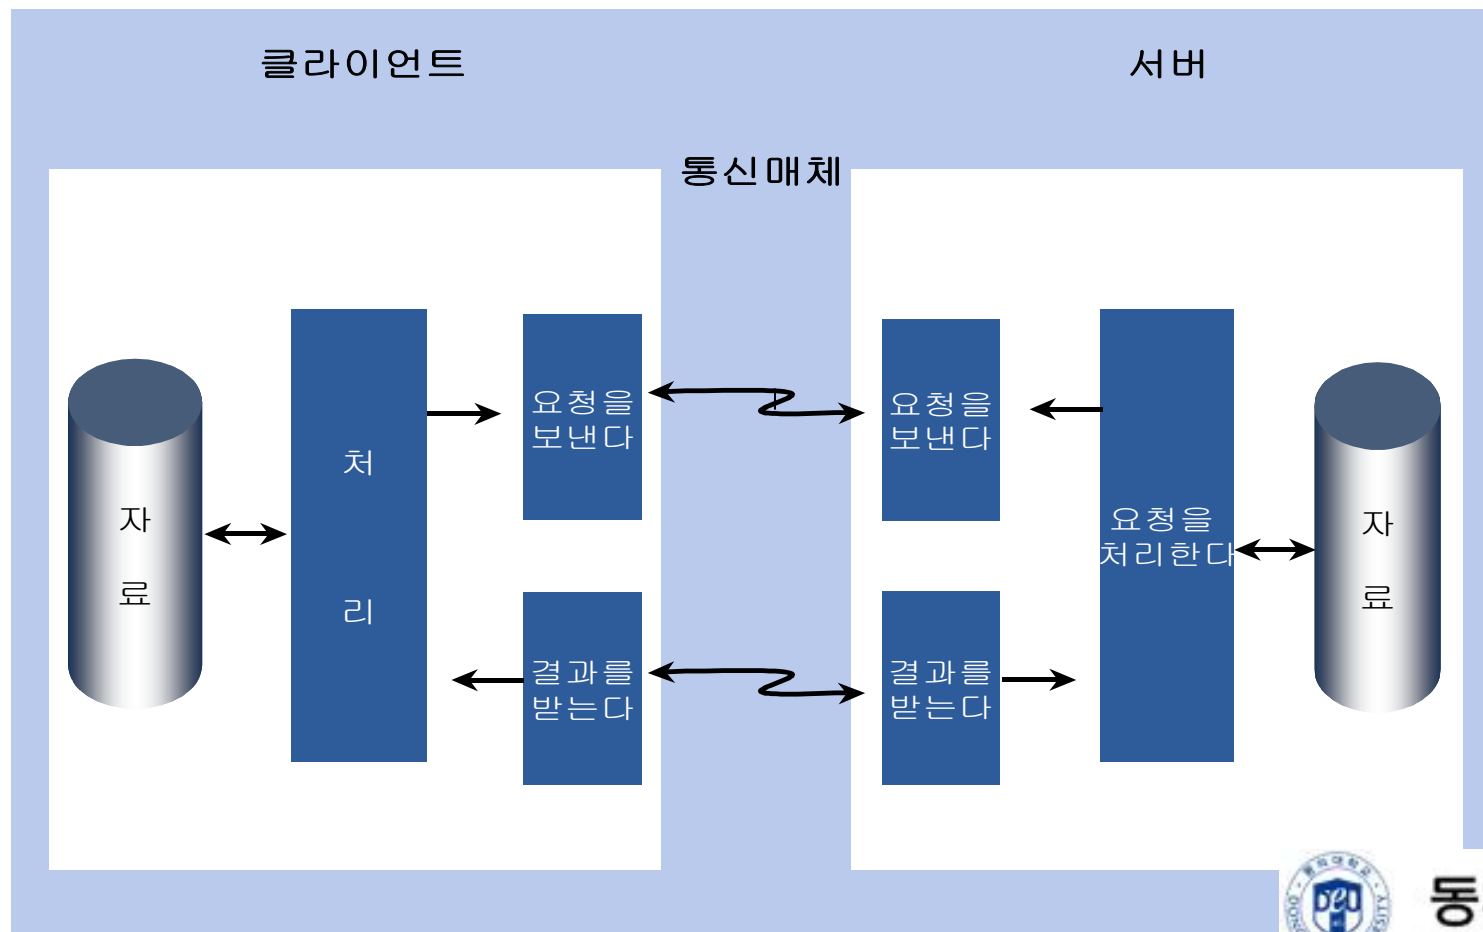 클라이언트
서버
통신매체
자
료
처
리
요청을
보낸다
결과를
받는다
요청을
보낸다
결과를
받는다
요청을
처리한다
자
료
동